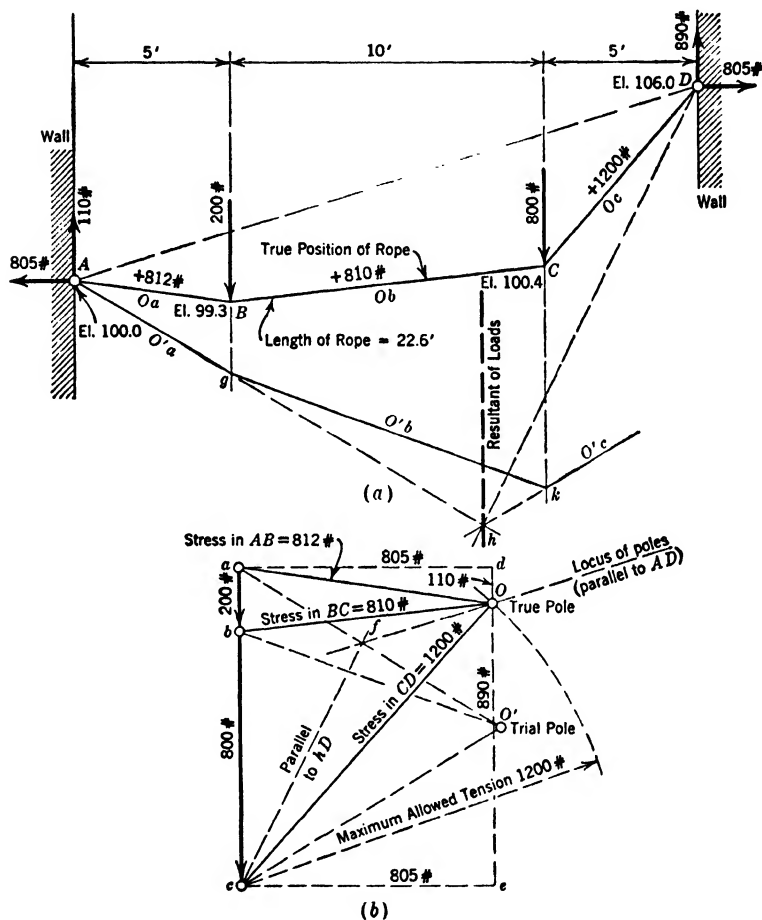 5'
10'
5'
890#
805#
D
El. 106.0
Wall
Wall
110#
200#
800#
+1200#
Oc
805#
A
+812#
Oa
True Position of Rope
+810#
Ob
C
El. 100.4
El. 99.3
B
El. 100.0
Length of Rope = 22.6'
O'a
g
Resultant of Loads
O'b
O'c
k
h
(a)
Stress in AB=812#
a
805#
d
Locus of poles
(parallel to AD)
110#
O
True Pole
200#
Stress in BC=810#
b
f
Stress in CD=1200#
890#
O'
Trial Pole
800#
Parallel
to hD
Maximum Allowed Tension 1200#
c
805#
e
(b)